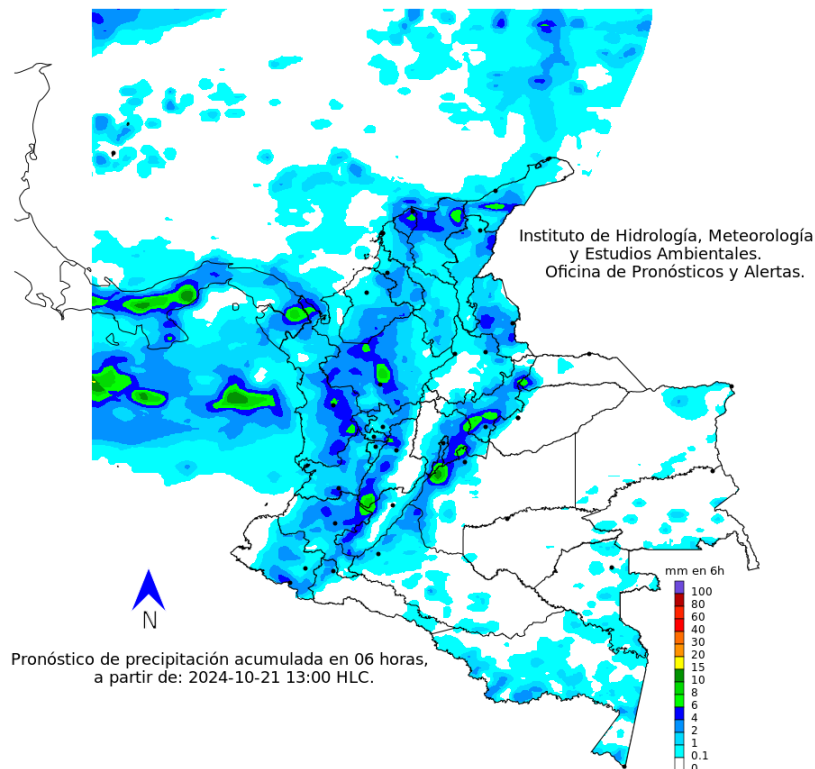 Instituto de Hidrología, Meteorología
y Estudios Ambientales.
Oficina de Pronósticos y Alertas.
N
Pronóstico de precipitación acumulada en 06 horas,
a partir de: 2024-10-21 13:00 HLC.
mm en 6h
100
80
60
40
30
20
15
10
8
6
4
2
1
0.1
0